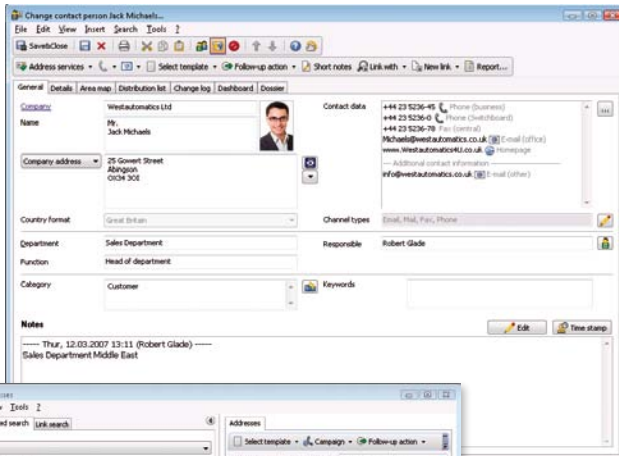 Change contact person Jack Michaels...
File Edit View Insert Search Tools ?
Save&Close
Address services Select template Follow-up action Short notes Link with New link Report...
General Details Area map Distribution list Change log Dashboard Dossier
Company Westautomatics Ltd
Name Mr.
Jack Michaels
Contact data +44 23 5236-45 Phone (business)
+44 23 5236-0 Phone (Switchboard)
+44 23 5236-78 Fax (central)
Michaels@westautomatics.co.uk E-mail (office)
www.Westautomatics4U.co.uk Homepage
--- Additional contact information ---
info@westautomatics.co.uk E-mail (other)
Company address 25 Gowert Street
Abingson
OX34 3OE
Country format Great Britain
Channel types Email, Mail, Fax, Phone
Department Sales Department
Responsible Robert Glade
Function Head of department
Category Customer
Keywords
Notes
Edit Time stamp
----- Thur, 12.03.2007 13:11 (Robert Glade) -----
Sales Department Middle East
Tools ?
search Link search
Addresses
Select template Campaign Follow-up action